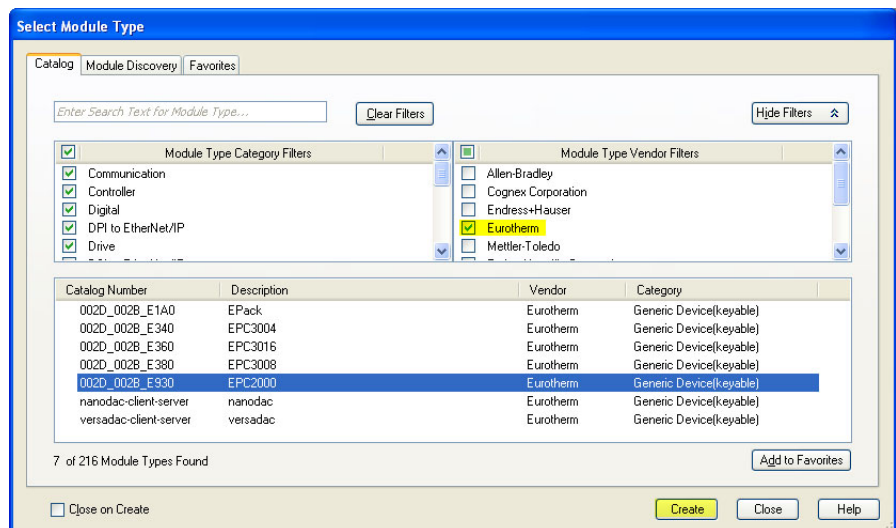 Select Module Type
Catalog Module Discovery Favorites
Enter Search Text for Module Type... Clear Filters Hide Filters
Module Type Category Filters Module Type Vendor Filters
Communication Allen-Bradley
Controller Cognex Corporation
Digital Endress+Hauser
DPI to EtherNet/IP Eurotherm
Drive Mettler-Toledo
Catalog Number Description Vendor Category
002D_002B_E1A0 EPack Eurotherm Generic Device(keyable)
002D_002B_E340 EPC3004 Eurotherm Generic Device(keyable)
002D_002B_E360 EPC3016 Eurotherm Generic Device(keyable)
002D_002B_E380 EPC3008 Eurotherm Generic Device(keyable)
002D_002B_E930 EPC2000 Eurotherm Generic Device(keyable)
nanodac-client-server nanodac Eurotherm Generic Device(keyable)
versadac-client-server versadac Eurotherm Generic Device(keyable)
7 of 216 Module Types Found Add to Favorites
Close on Create Create Close Help